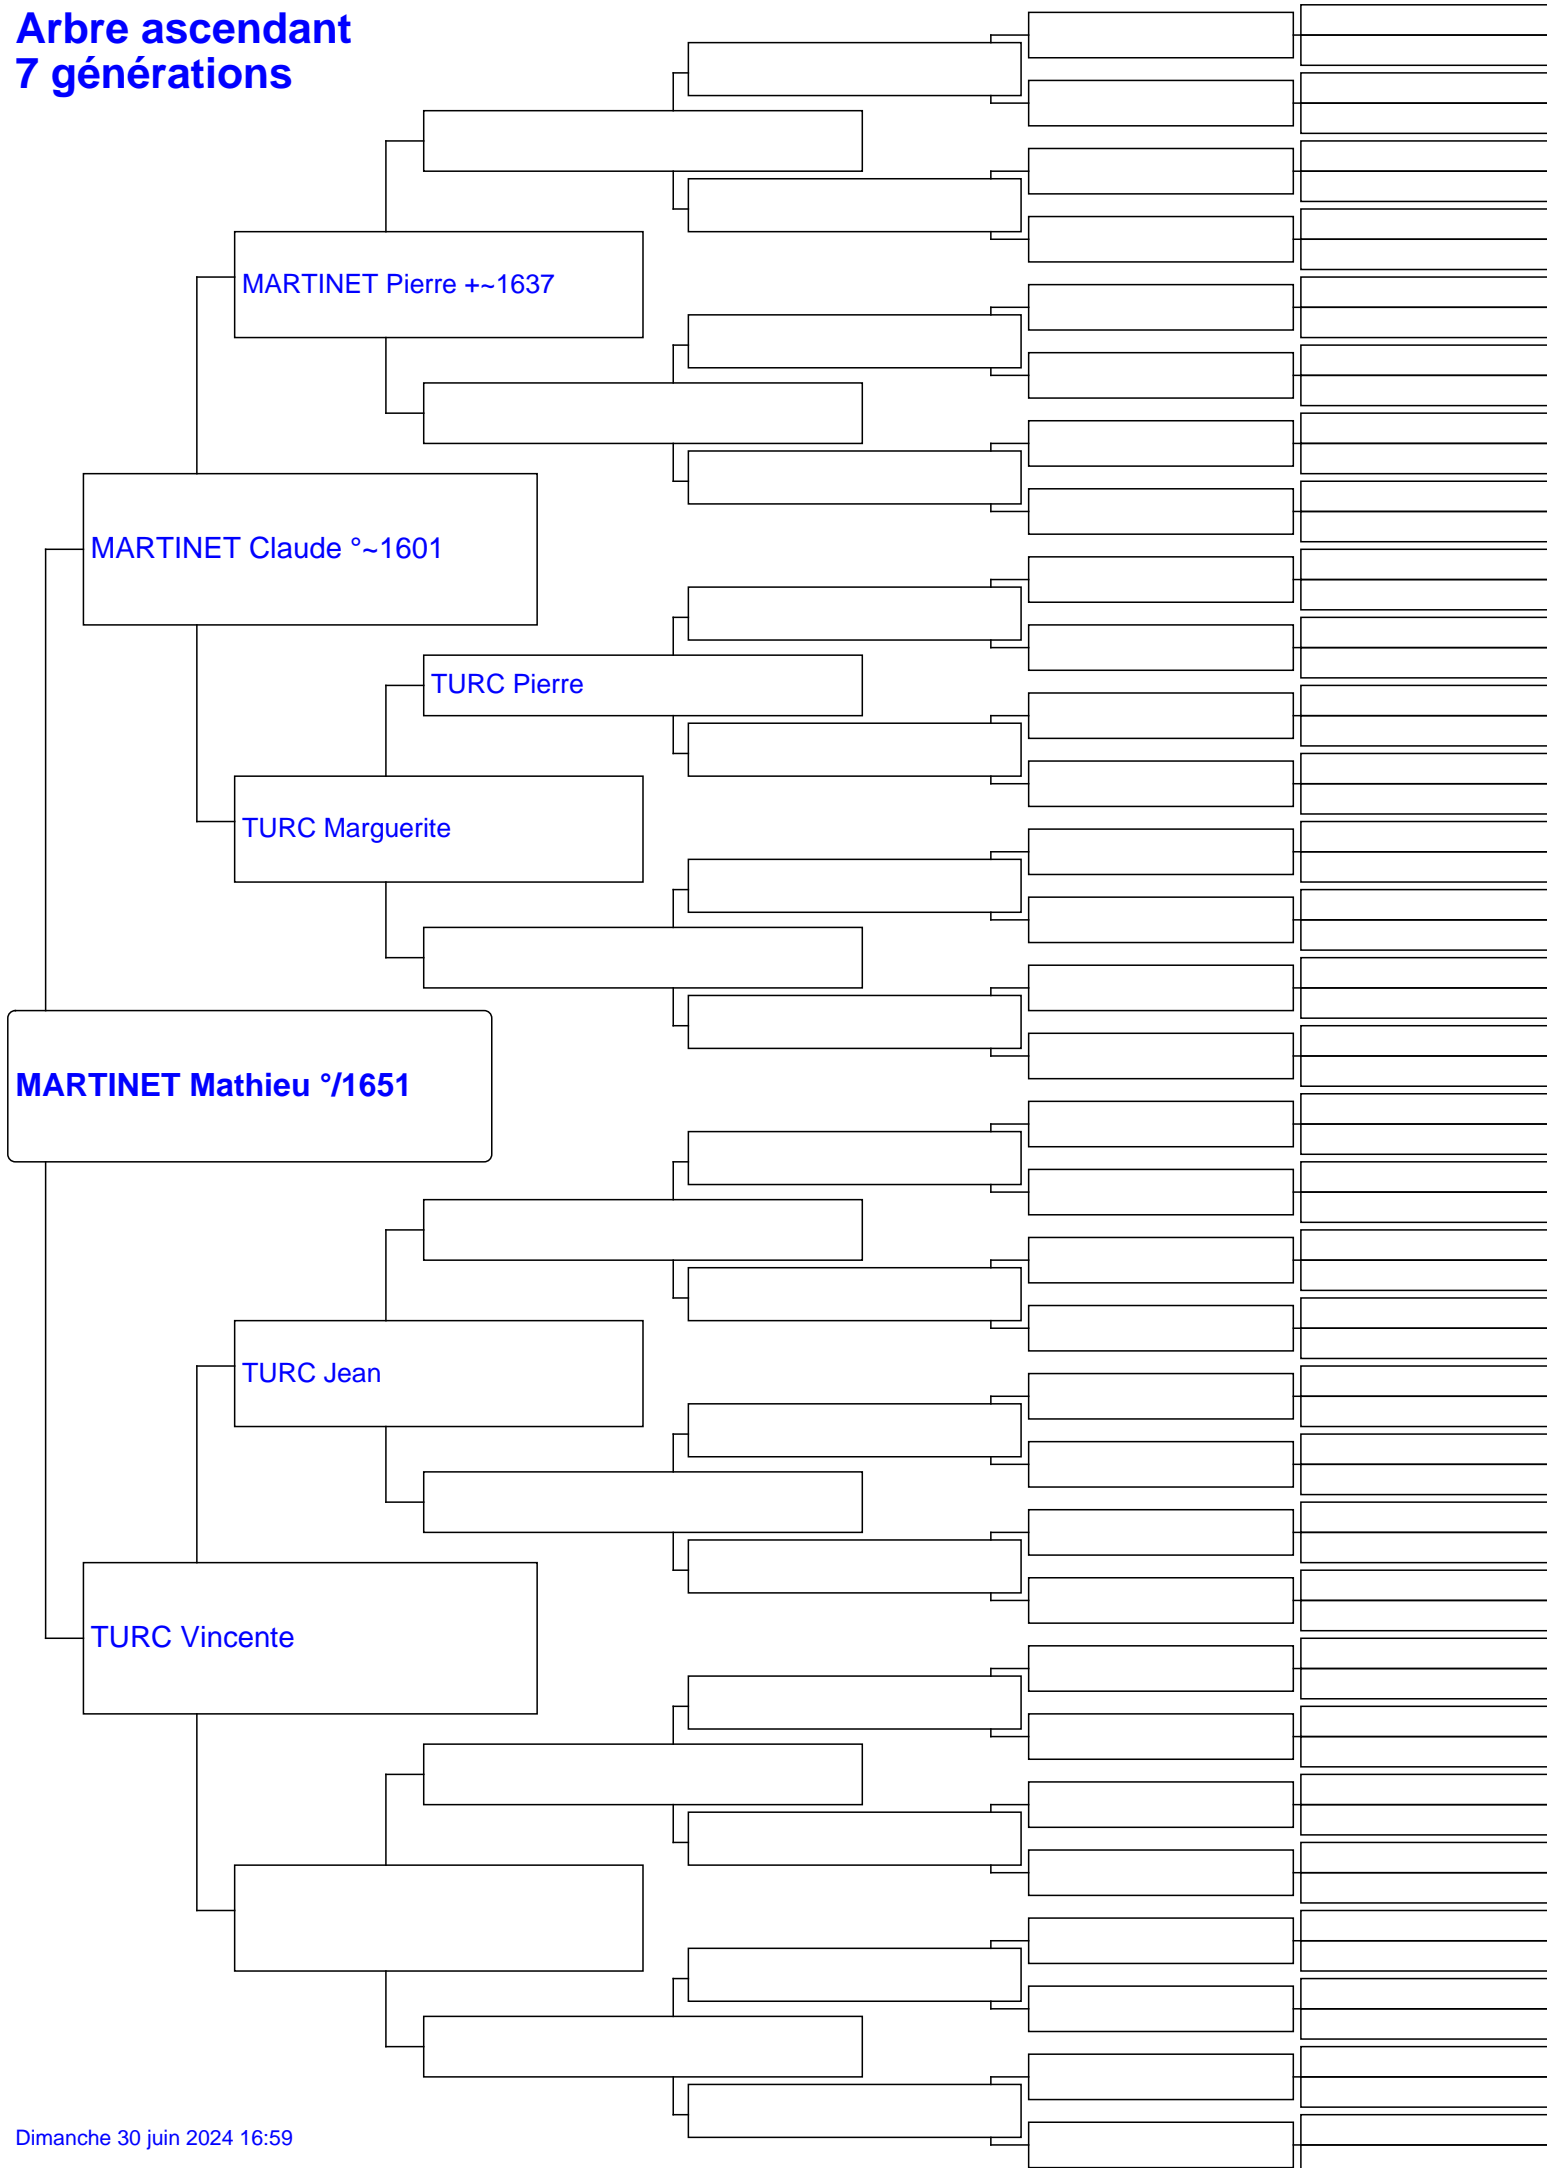 Arbre ascendant
7 générations
MARTINET Pierre +~1637
MARTINET Claude °~1601
TURC Pierre
TURC Marguerite
MARTINET Mathieu °/1651
TURC Jean
TURC Vincente
Dimanche 30 juin 2024 16:59